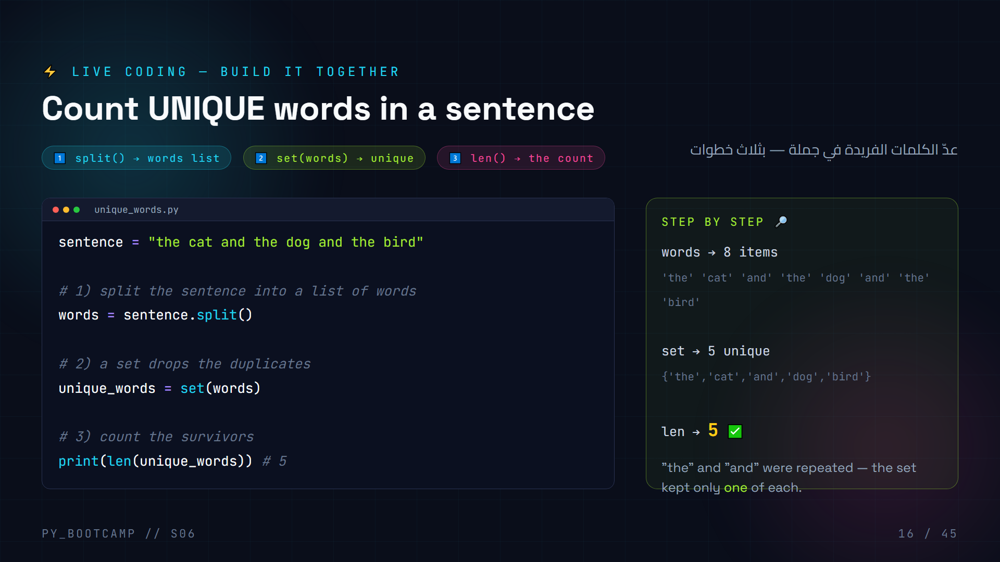 ⚡ LIVE CODING — BUILD IT TOGETHER
Count UNIQUE words in a sentence
1 split() → words list
2 set(words) → unique
3 len() → the count
عدّ الكلمات الفريدة في جملة — بثلاث خطوات
unique_words.py
sentence = "the cat and the dog and the bird"
# 1) split the sentence into a list of words
words = sentence.split()
# 2) a set drops the duplicates
unique_words = set(words)
# 3) count the survivors
print(len(unique_words)) # 5
STEP BY STEP 🔎
words → 8 items
'the' 'cat' 'and' 'the' 'dog' 'and' 'the'
'bird'
set → 5 unique
{'the','cat','and','dog','bird'}
len → 5 ✅
”the” and ”and” were repeated — the set
kept only one of each.
PY_BOOTCAMP // S06
16 / 45